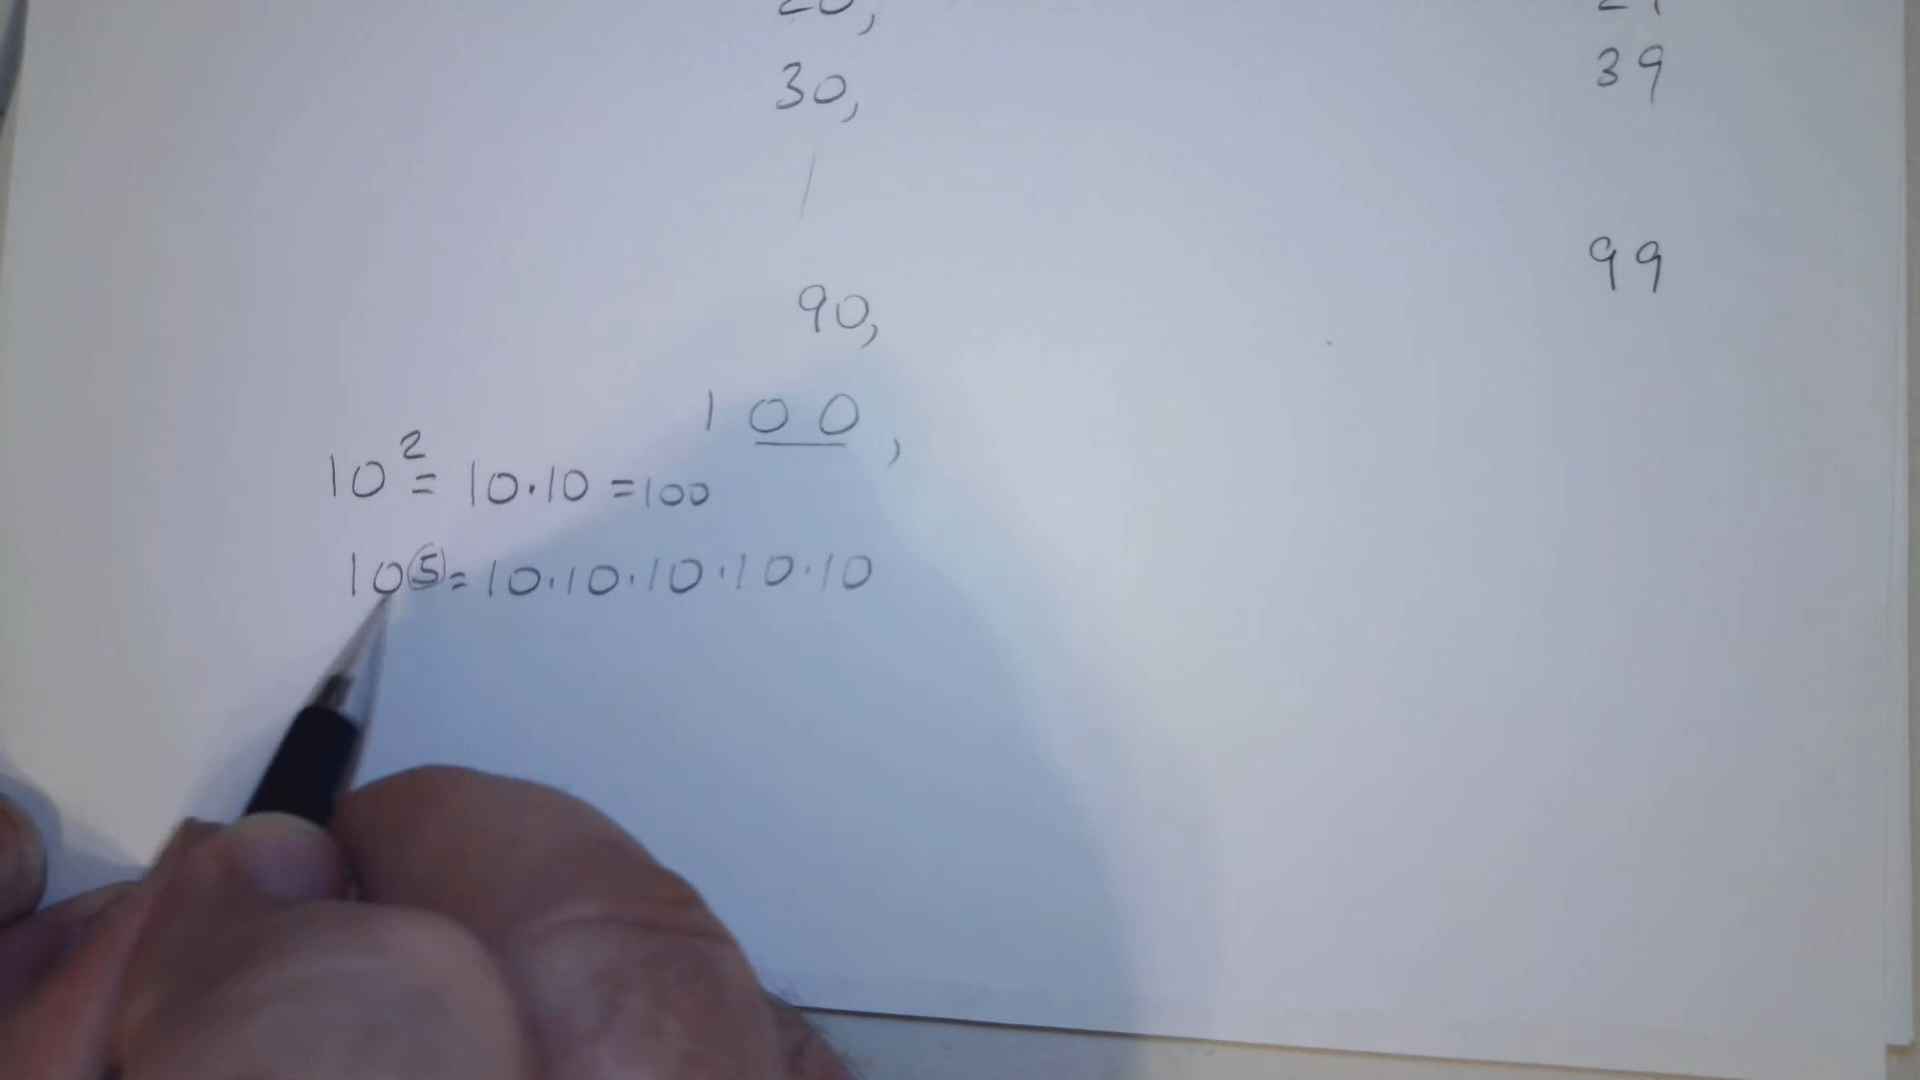 30, 39
99
90,
100,
10² = 10·10 = 100
10⁵ = 10·10·10·10·10